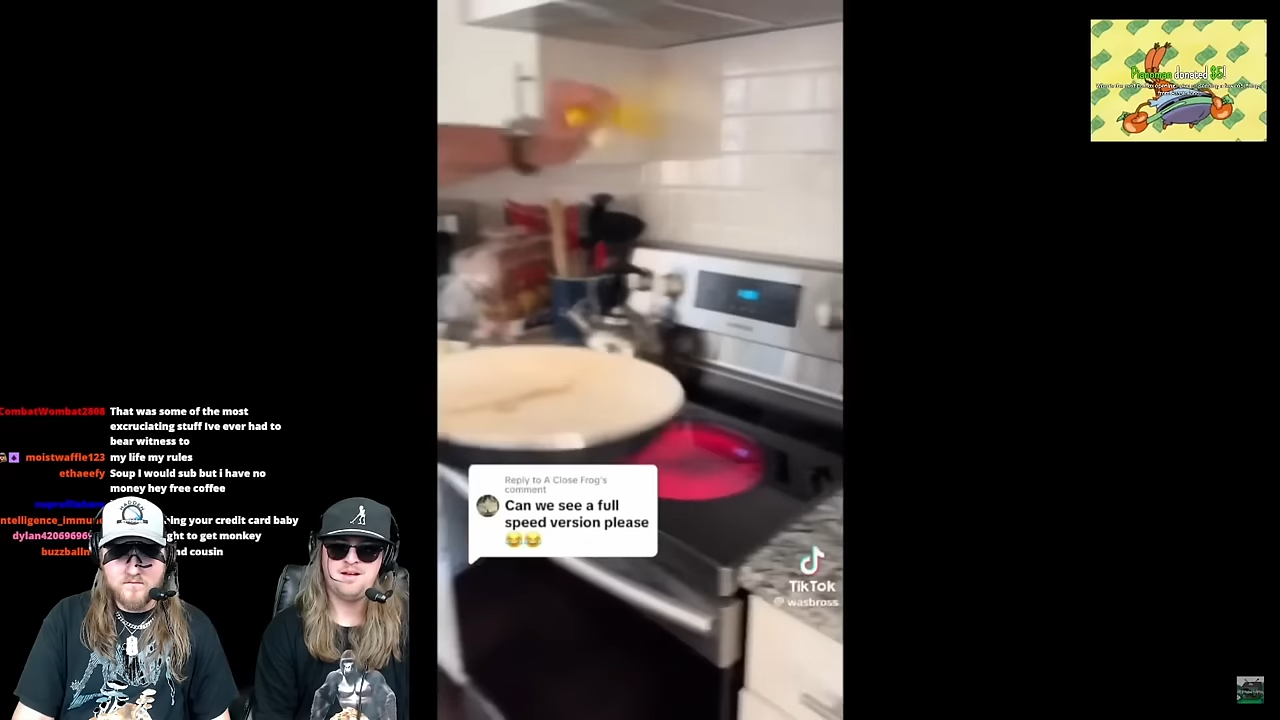 Pianoman donated $5!
CombatWombat2808 That was some of the most
excruciating stuff Ive ever had to
bear witness to
moistwaffle123 my life my rules
ethaeefy Soup I would sub but i have no
money hey free coffee
ing your credit card baby
ght to get monkey
nd cousin
Reply to A Close Frog's
comment
Can we see a full
speed version please
😂😂
TikTok
wasbross